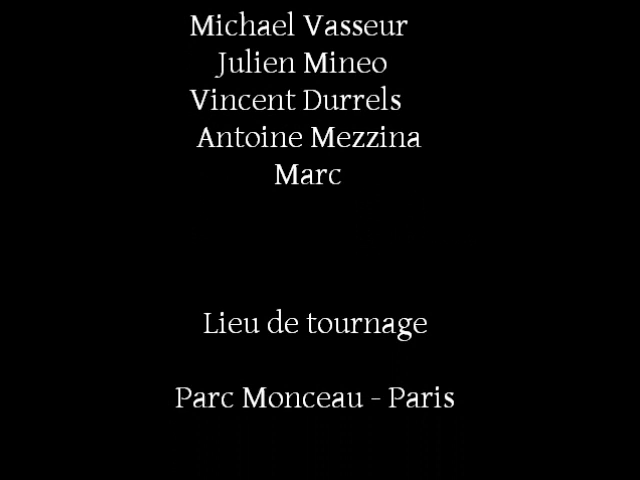 Michael Vasseur
Julien Mineo
Vincent Durrels
Antoine Mezzina
Marc
Lieu de tournage
Parc Monceau - Paris